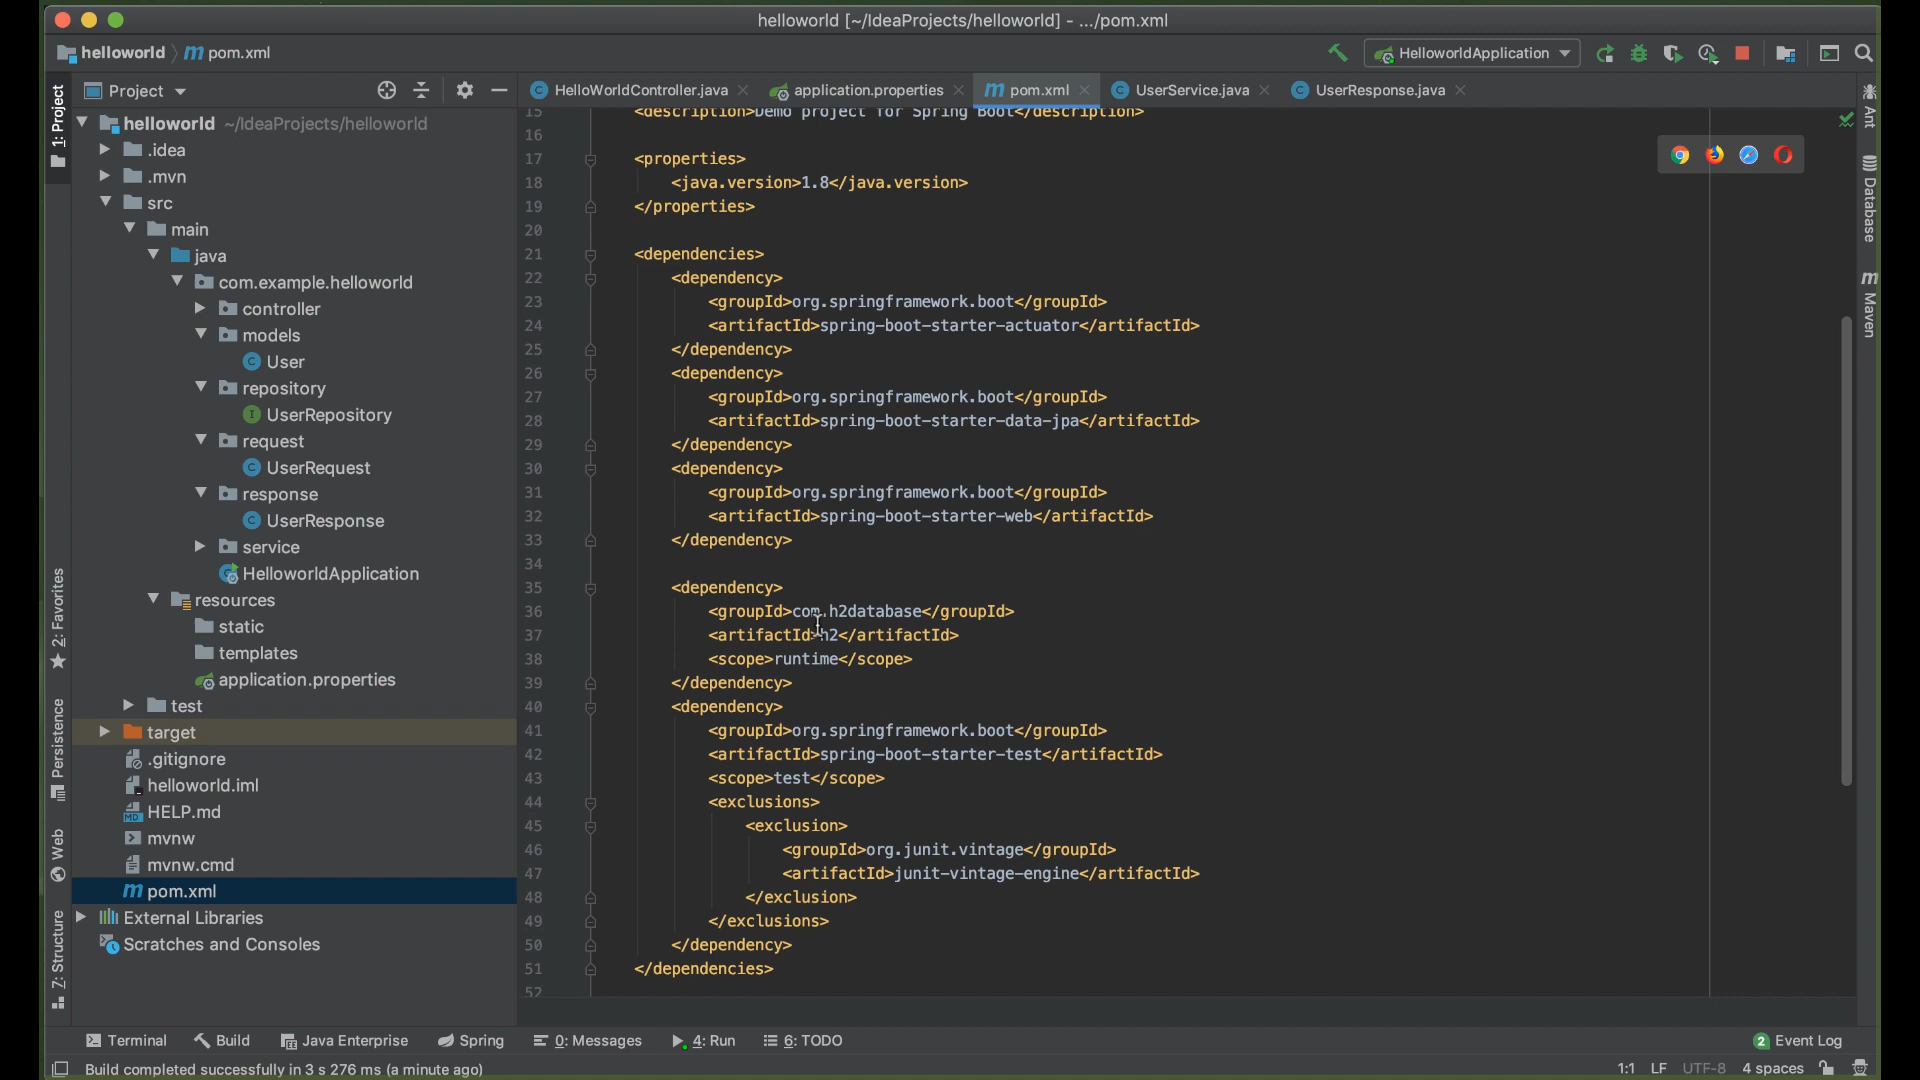 helloworld [~/IdeaProjects/helloworld] - .../pom.xml
helloworld
pom.xml
HelloworldApplication
1: Project
2: Favorites
Persistence
Web
Z: Structure
Project
helloworld ~/IdeaProjects/helloworld
.idea
.mvn
src
main
java
com.example.helloworld
controller
models
User
repository
UserRepository
request
UserRequest
response
UserResponse
service
HelloworldApplication
resources
static
templates
application.properties
test
target
.gitignore
helloworld.iml
HELP.md
mvnw
mvnw.cmd
pom.xml
External Libraries
Scratches and Consoles
HelloWorldController.java
application.properties
pom.xml
UserService.java
UserResponse.java
15 <description>Demo project for Spring Boot</description>
16
17 <properties>
18 <java.version>1.8</java.version>
19 </properties>
20
21 <dependencies>
22 <dependency>
23 <groupId>org.springframework.boot</groupId>
24 <artifactId>spring-boot-starter-actuator</artifactId>
25 </dependency>
26 <dependency>
27 <groupId>org.springframework.boot</groupId>
28 <artifactId>spring-boot-starter-data-jpa</artifactId>
29 </dependency>
30 <dependency>
31 <groupId>org.springframework.boot</groupId>
32 <artifactId>spring-boot-starter-web</artifactId>
33 </dependency>
34
35 <dependency>
36 <groupId>com.h2database</groupId>
37 <artifactId>h2</artifactId>
38 <scope>runtime</scope>
39 </dependency>
40 <dependency>
41 <groupId>org.springframework.boot</groupId>
42 <artifactId>spring-boot-starter-test</artifactId>
43 <scope>test</scope>
44 <exclusions>
45 <exclusion>
46 <groupId>org.junit.vintage</groupId>
47 <artifactId>junit-vintage-engine</artifactId>
48 </exclusion>
49 </exclusions>
50 </dependency>
51 </dependencies>
52
Ant
Database
Maven
Terminal
Build
Java Enterprise
Spring
0: Messages
4: Run
6: TODO
2 Event Log
Build completed successfully in 3 s 276 ms (a minute ago)
1:1 LF UTF-8 4 spaces